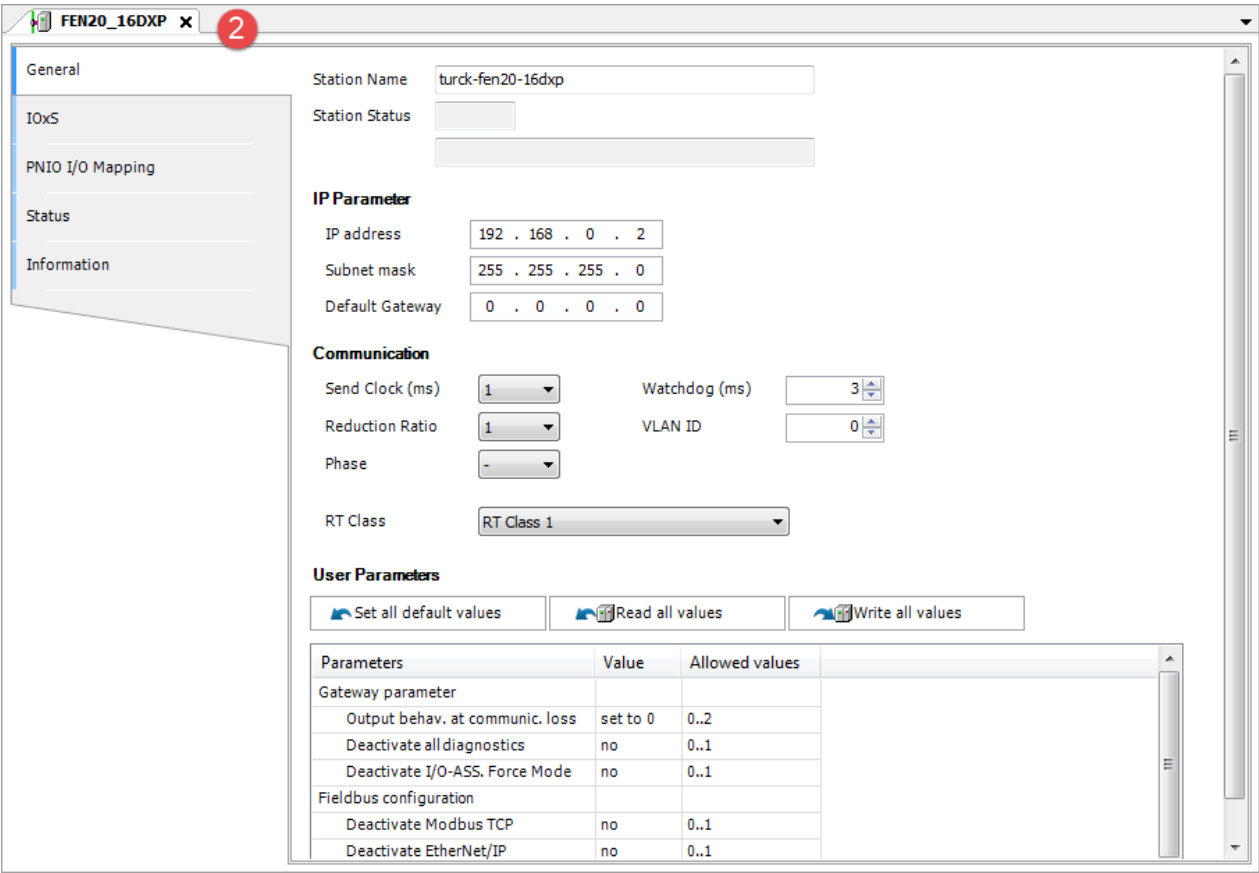 FEN20_16DXP 2
General
IOxS
PNIO I/O Mapping
Status
Information
Station Name turck-fen20-16dxp
Station Status
IP Parameter
IP address 192 . 168 . 0 . 2
Subnet mask 255 . 255 . 255 . 0
Default Gateway 0 . 0 . 0 . 0
Communication
Send Clock (ms) 1 Watchdog (ms) 3
Reduction Ratio 1 VLAN ID 0
Phase -
RT Class RT Class 1
User Parameters
Set all default values Read all values Write all values
Parameters Value Allowed values
Gateway parameter
Output behav. at communic. loss set to 0 0..2
Deactivate all diagnostics no 0..1
Deactivate I/O-ASS. Force Mode no 0..1
Fieldbus configuration
Deactivate Modbus TCP no 0..1
Deactivate EtherNet/IP no 0..1